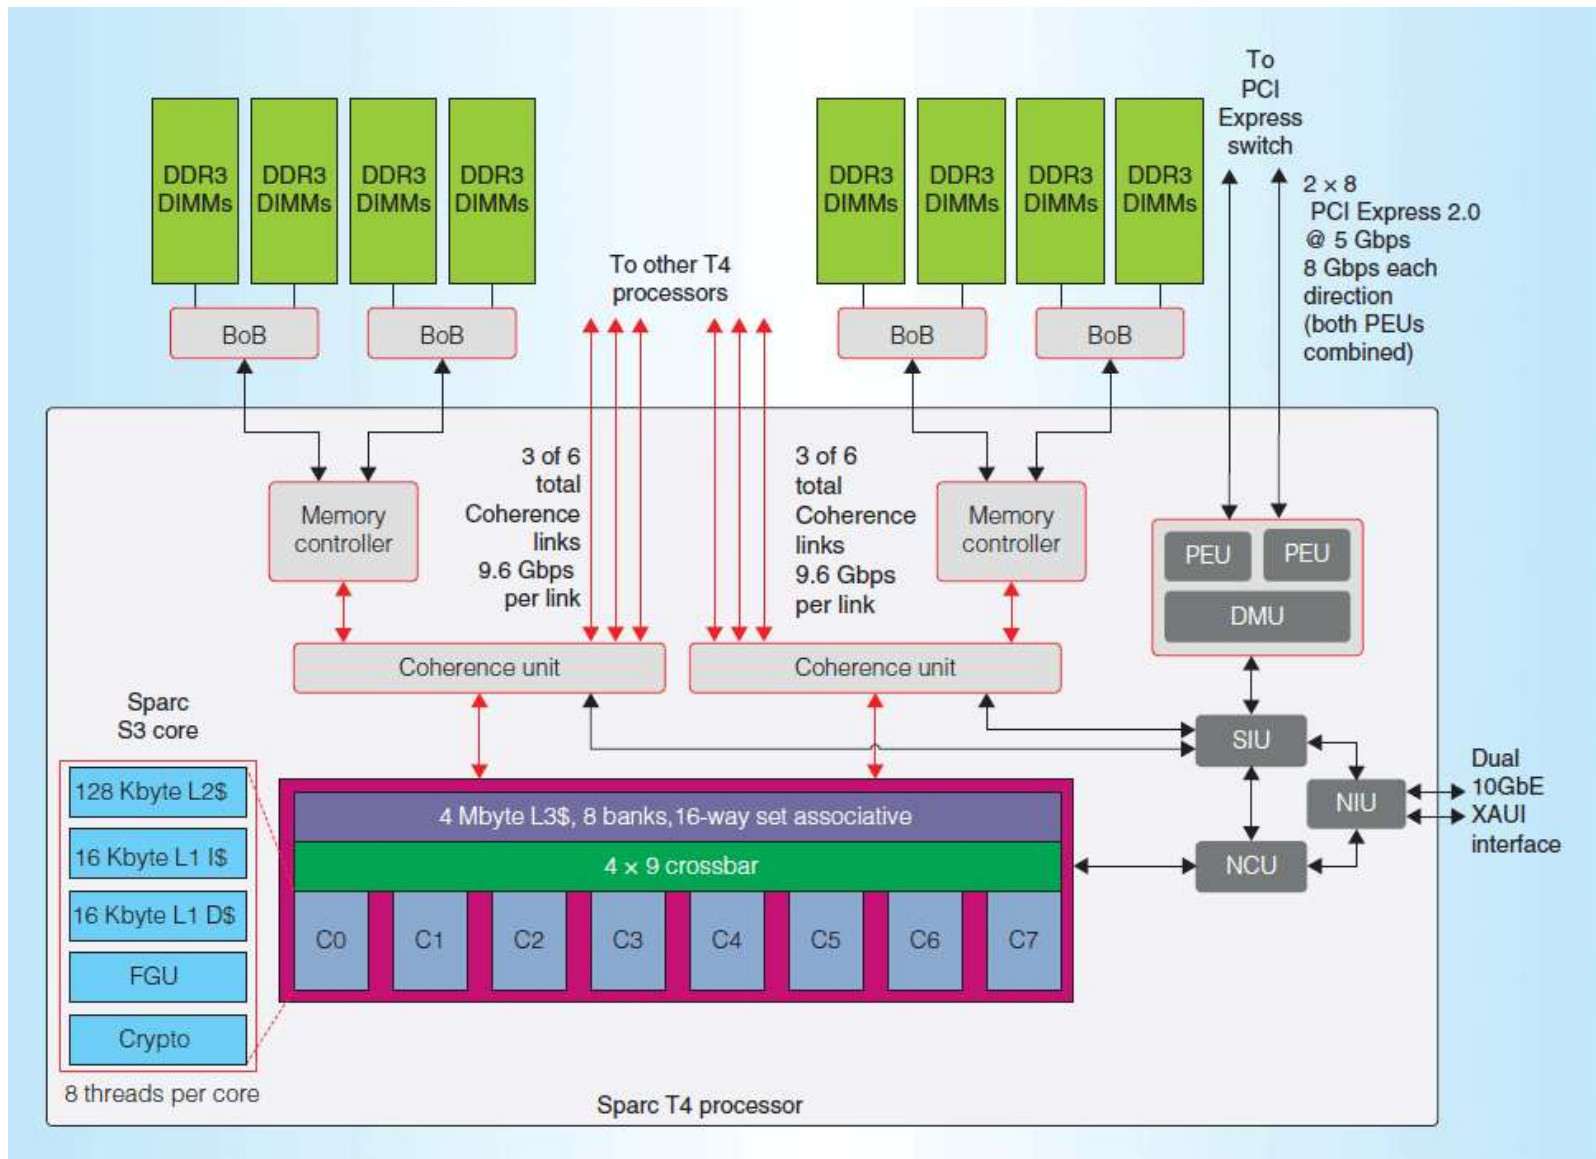 To
PCI
Express
switch
DDR3
DIMMs
DDR3
DIMMs
DDR3
DIMMs
DDR3
DIMMs
DDR3
DIMMs
DDR3
DIMMs
DDR3
DIMMs
DDR3
DIMMs
2 × 8
PCI Express 2.0
@ 5 Gbps
8 Gbps each
direction
(both PEUs
combined)
To other T4
processors
BoB
BoB
BoB
BoB
3 of 6
total
Coherence
links
9.6 Gbps
per link
3 of 6
total
Coherence
links
9.6 Gbps
per link
Memory
controller
Memory
controller
PEU
PEU
DMU
Coherence unit
Coherence unit
Sparc
S3 core
SIU
128 Kbyte L2$
16 Kbyte L1 I$
16 Kbyte L1 D$
FGU
Crypto
8 threads per core
4 Mbyte L3$, 8 banks,16-way set associative
4 × 9 crossbar
C0
C1
C2
C3
C4
C5
C6
C7
NIU
NCU
Dual
10GbE
XAUI
interface
Sparc T4 processor